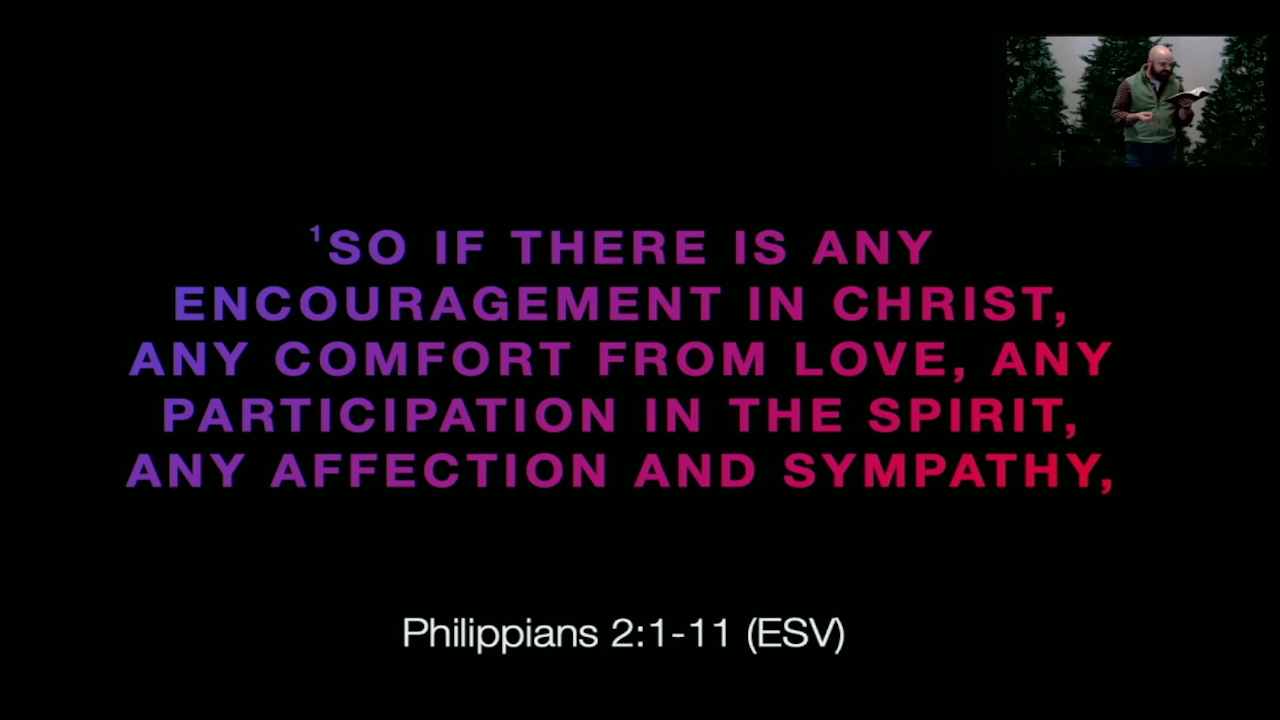 ¹SO IF THERE IS ANY
ENCOURAGEMENT IN CHRIST,
ANY COMFORT FROM LOVE, ANY
PARTICIPATION IN THE SPIRIT,
ANY AFFECTION AND SYMPATHY,
Philippians 2:1-11 (ESV)